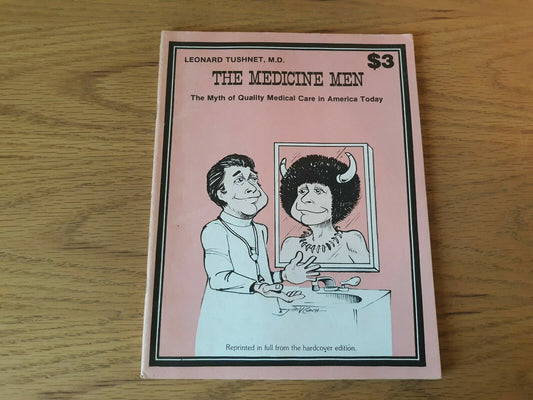 LEONARD TUSHNET, M.D.
$3
THE MEDICINE MEN
The Myth of Quality Medical Care in America Today
Reprinted in full from the hardcover edition.